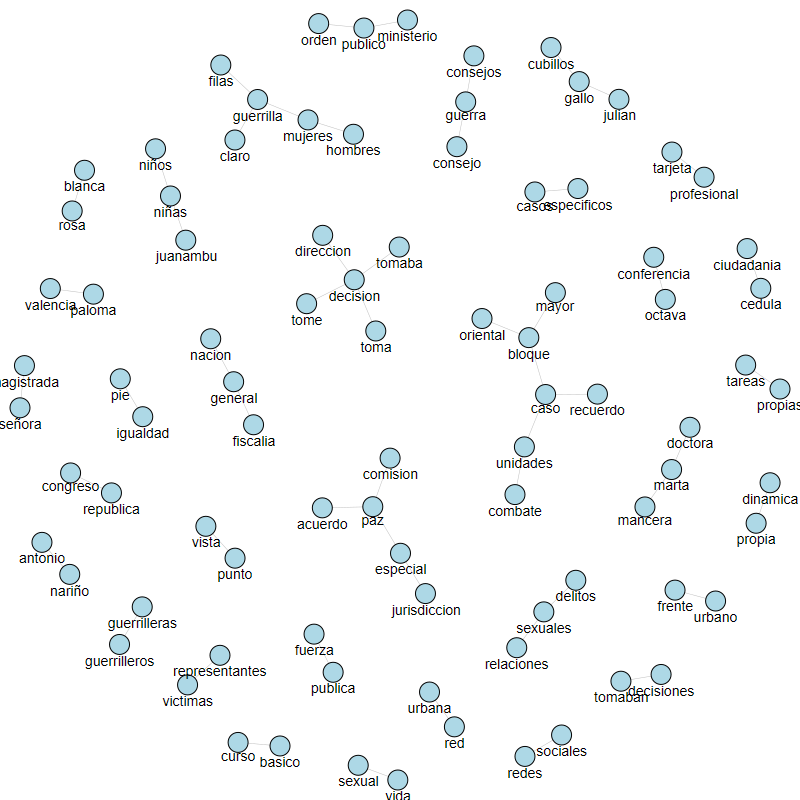 orden
publico
ministerio
filas
guerrilla
mujeres
hombres
claro
consejos
guerra
consejo
cubillos
gallo
julian
niños
niñas
juanambu
blanca
rosa
tarjeta
profesional
casos
especificos
direccion
tomaba
decision
tome
toma
conferencia
octava
ciudadania
cedula
valencia
paloma
mayor
oriental
bloque
caso
recuerdo
unidades
combate
nacion
general
fiscalia
agistrada
señora
pie
igualdad
tareas
propias
doctora
marta
mancera
comision
acuerdo
paz
especial
jurisdiccion
congreso
republica
dinamica
propia
vista
punto
antonio
nariño
guerrilleras
guerrilleros
delitos
sexuales
relaciones
frente
urbano
representantes
victimas
fuerza
publica
tomaban
decisiones
urbana
red
curso
basico
sociales
redes
sexual
vida